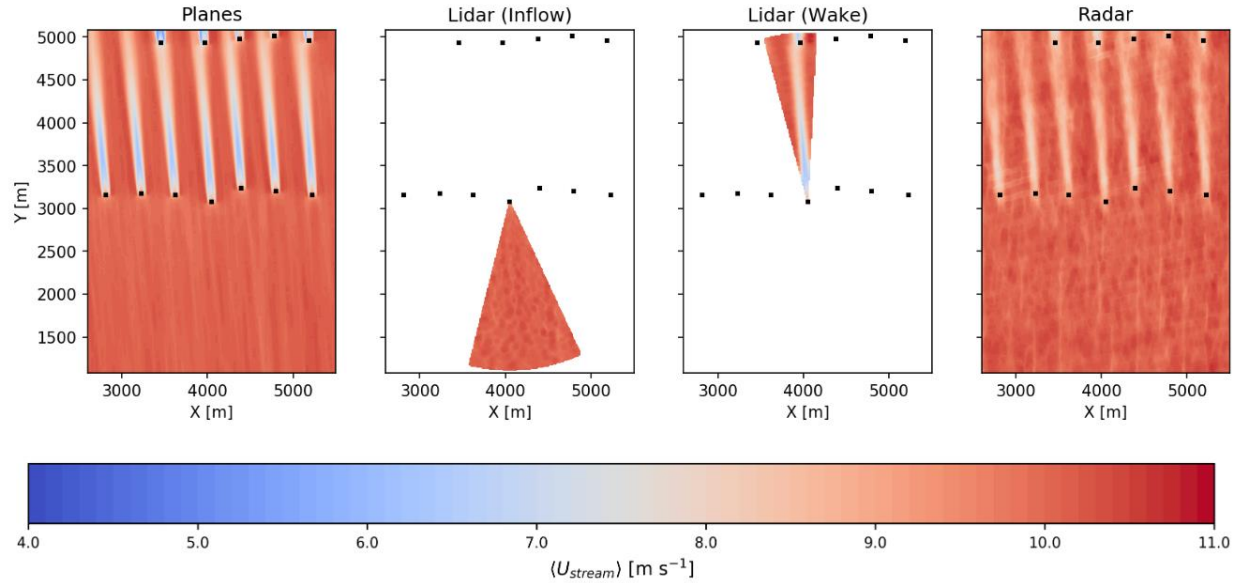 Planes
Lidar (Inflow)
Lidar (Wake)
Radar
5000
4500
4000
3500
3000
2500
2000
1500
Y [m]
3000 4000 5000
X [m]
3000 4000 5000
X [m]
3000 4000 5000
X [m]
3000 4000 5000
X [m]
4.0 5.0 6.0 7.0 8.0 9.0 10.0 11.0
⟨U_stream⟩ [m s⁻¹]